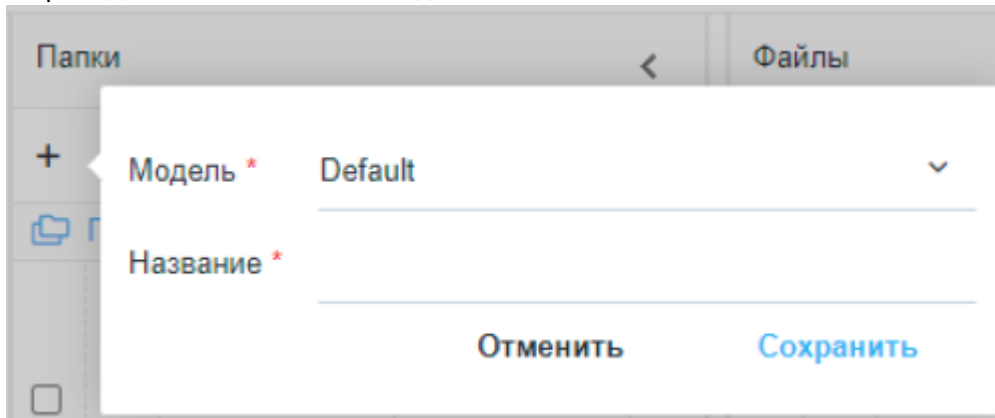 Папки
Файлы
+
Модель * Default
Название *
Отменить Сохранить